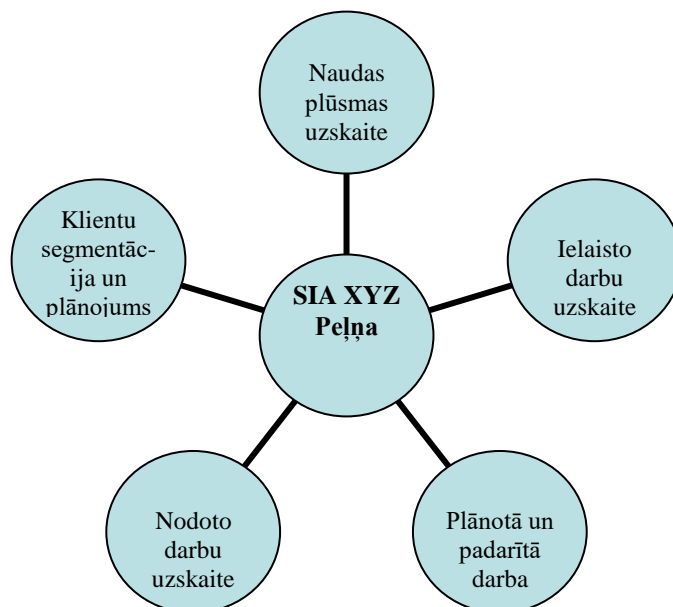 Naudas
plūsmas
uzskaite
Klientu
segmentāc-
ija un
plānojums
Ielaisto
darbu
uzskaite
SIA XYZ
Peļņa
Nodoto
darbu
uzskaite
Plānotā un
padarītā
darba